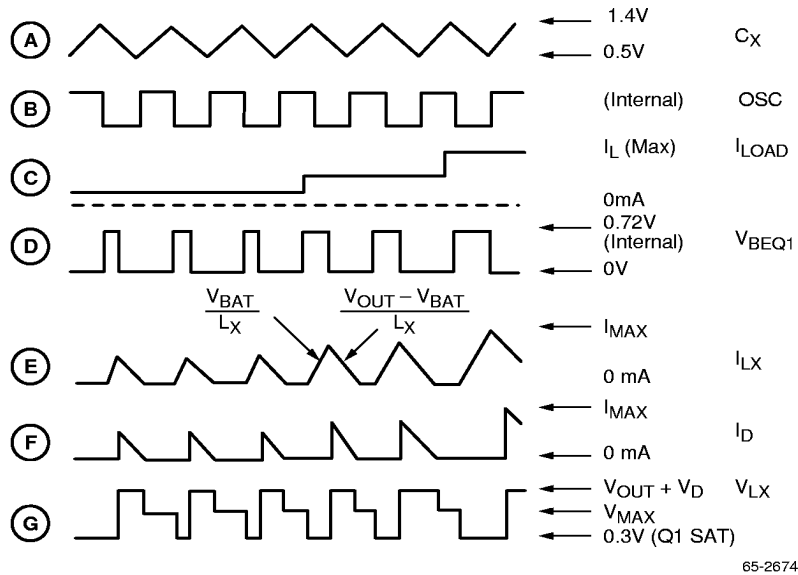 1.4V
A
0.5V
CX
B
(Internal)
OSC
C
IL (Max)
ILOAD
0mA
D
0.72V
(Internal)
VBEQ1
0V
VBAT
LX
VOUT – VBAT
LX
E
IMAX
ILX
0 mA
F
IMAX
ID
0 mA
G
VOUT + VD
VLX
VMAX
0.3V (Q1 SAT)
65-2674